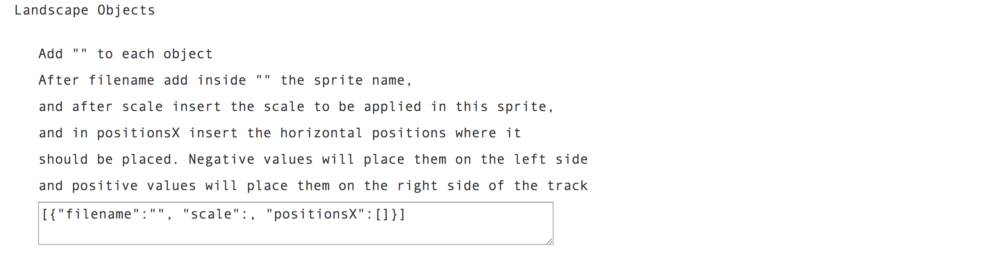 Landscape Objects
Add "" to each object
After filename add inside "" the sprite name,
and after scale insert the scale to be applied in this sprite,
and in positionsX insert the horizontal positions where it
should be placed. Negative values will place them on the left side
and positive values will place them on the right side of the track
[{"filename":"", "scale":, "positionsX":[]}]